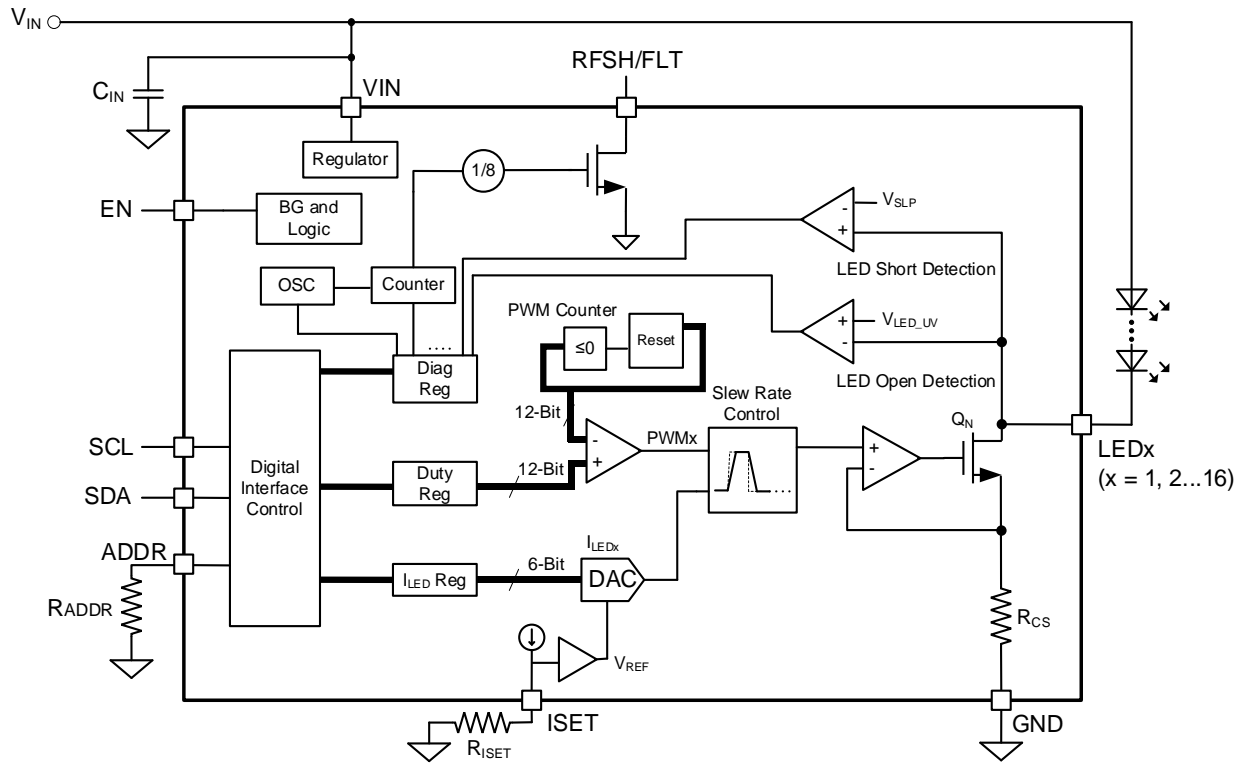 VIN
RFSH/FLT
CIN
VIN
Regulator
1/8
EN
BG and
Logic
VSLP
-
+
LED Short Detection
OSC
Counter
PWM Counter
≤0
Reset
+
VLED_UV
-
LED Open Detection
....
Diag
Reg
12-Bit
Slew Rate
Control
QN
LEDx
(x = 1, 2...16)
SCL
SDA
Digital
Interface
Control
Duty
Reg
12-Bit
-
+
PWMx
+
-
ADDR
RADDR
ILED Reg
6-Bit
ILEDx
DAC
RCS
VREF
ISET
RISET
GND